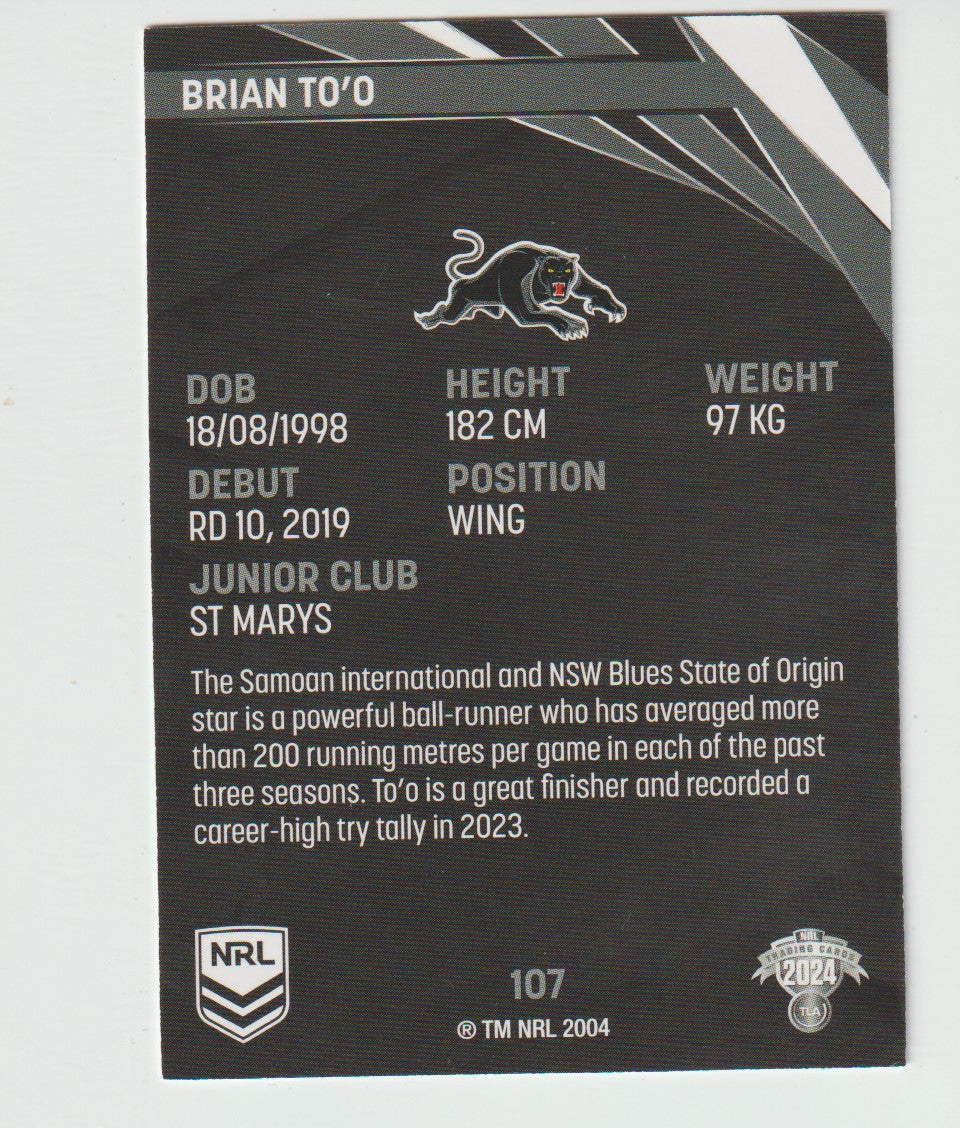 BRIAN TO'O
DOB HEIGHT WEIGHT
18/08/1998 182 CM 97 KG
DEBUT POSITION
RD 10, 2019 WING
JUNIOR CLUB
ST MARYS
The Samoan international and NSW Blues State of Origin
star is a powerful ball-runner who has averaged more
than 200 running metres per game in each of the past
three seasons. To'o is a great finisher and recorded a
career-high try tally in 2023.
NRL
107
® TM NRL 2004
NRL
TRADING CARDS
2024
TLA